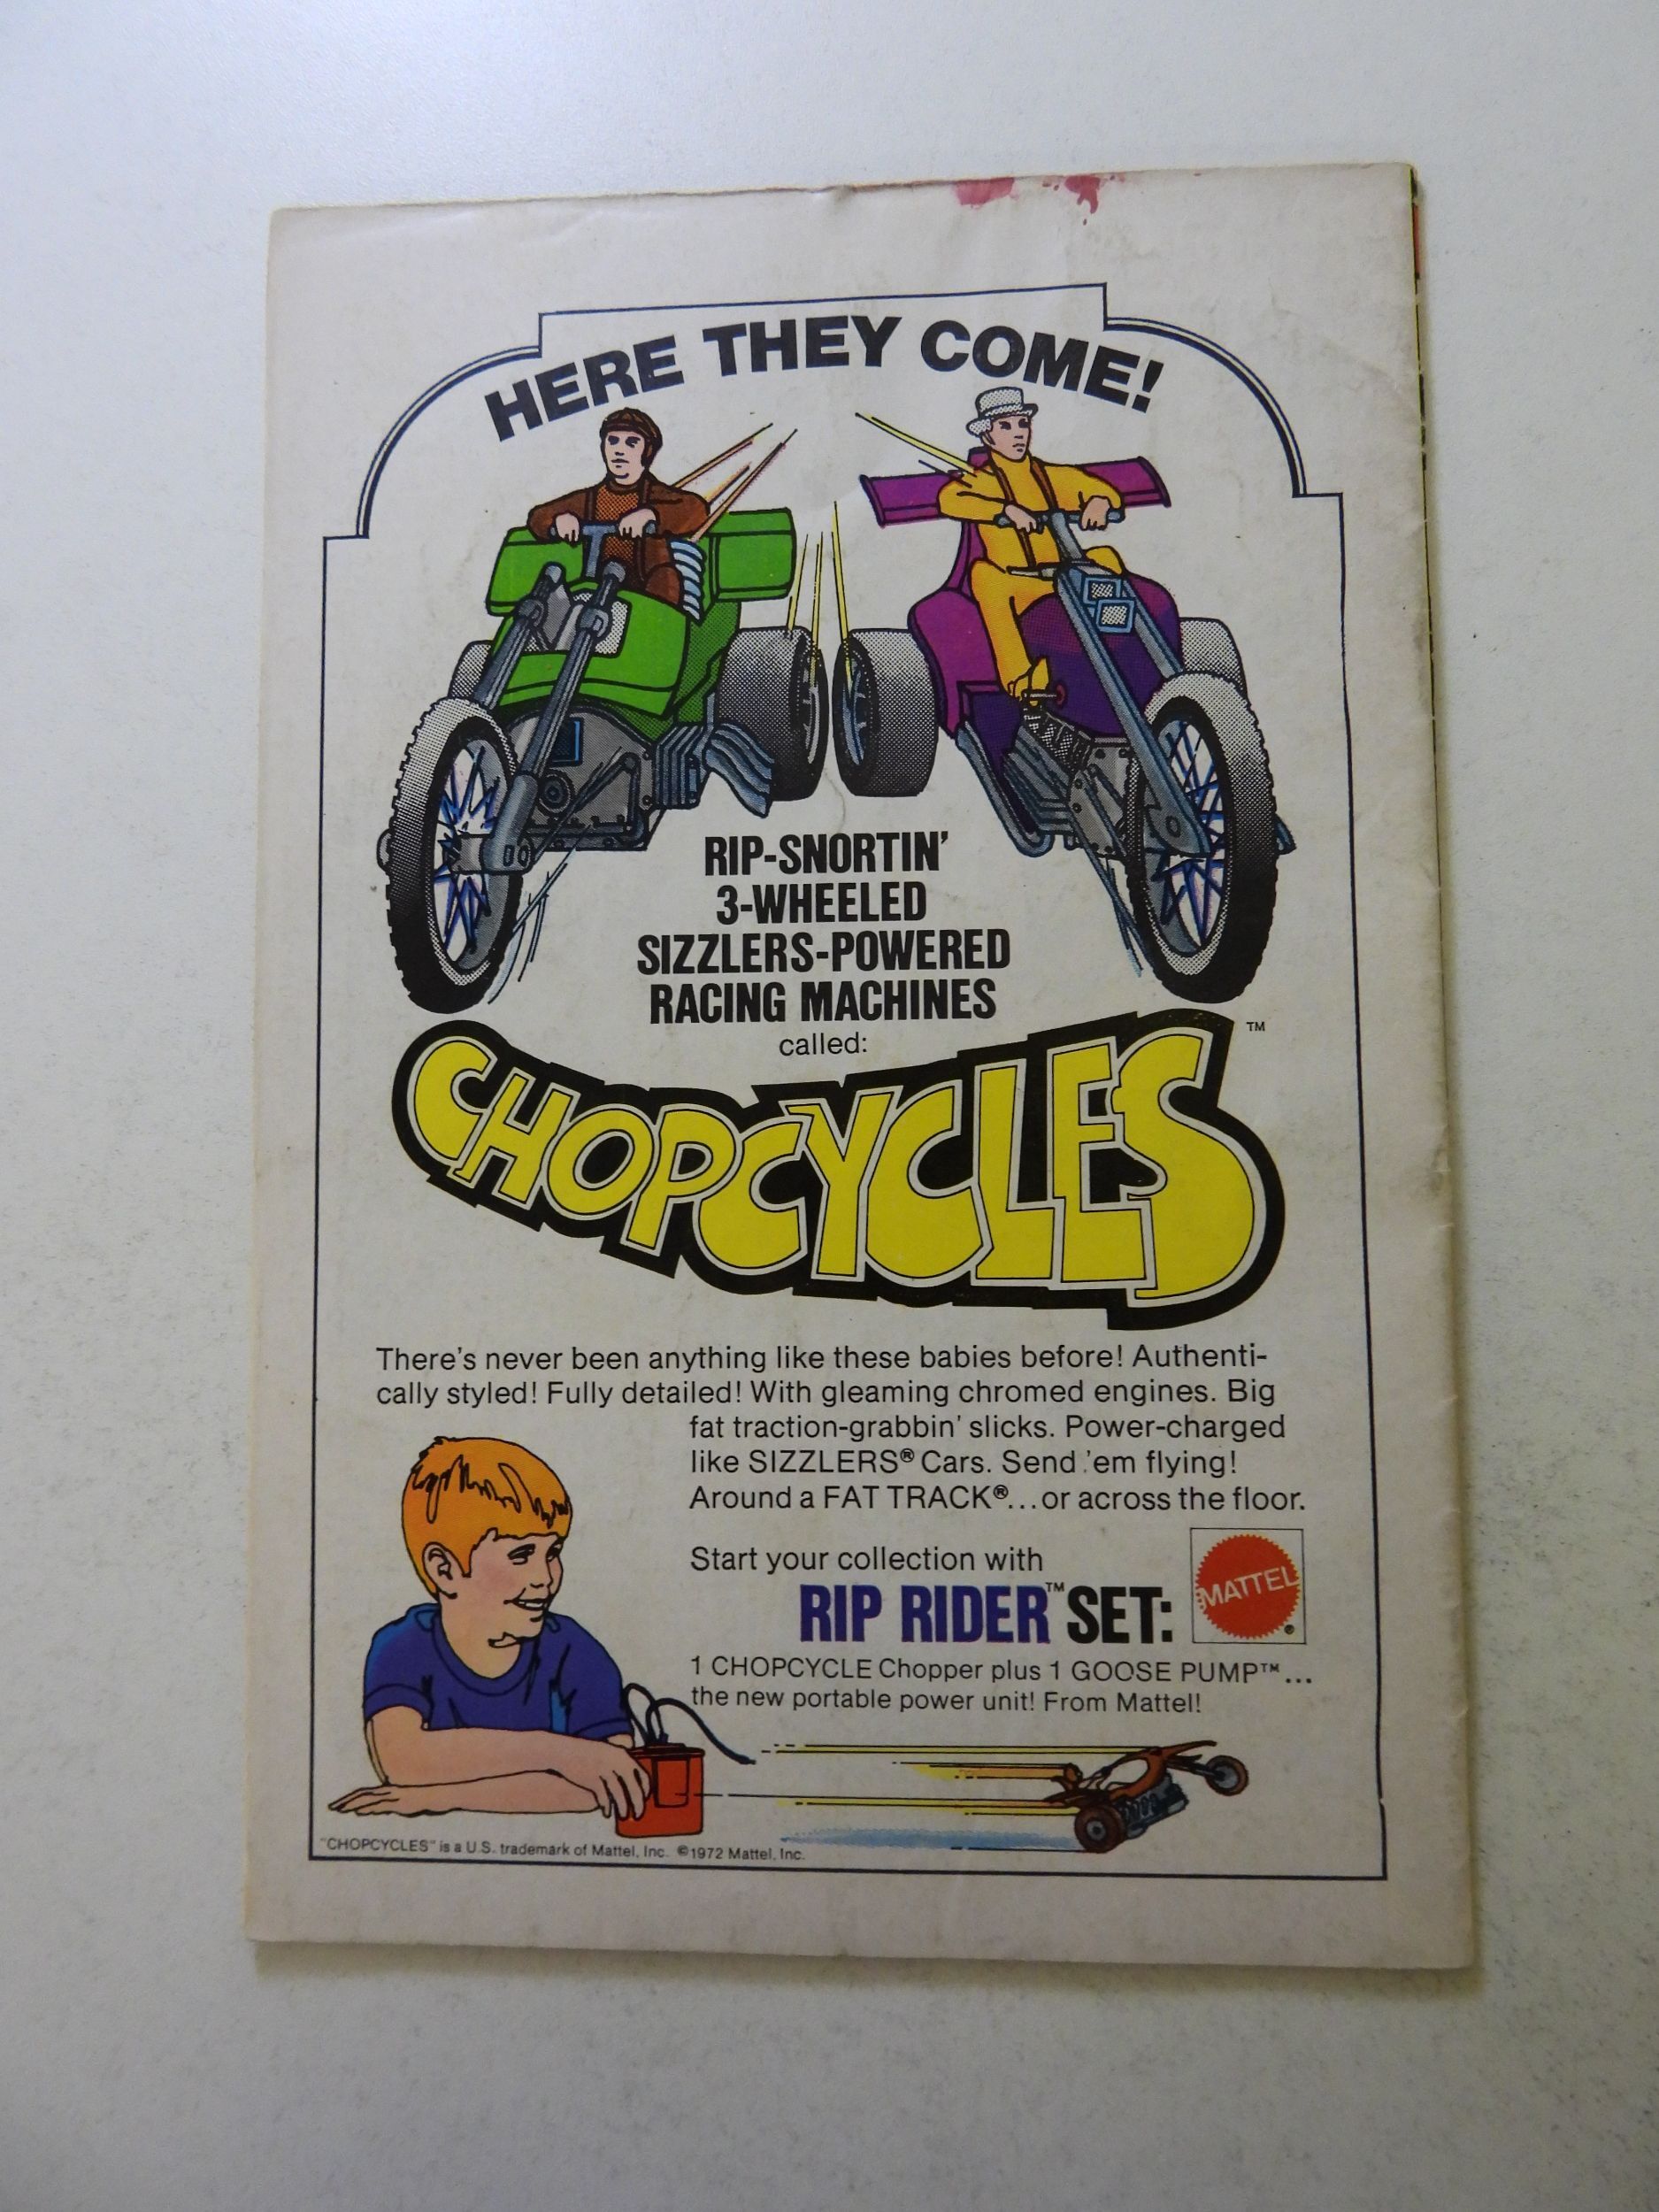 HERE THEY COME!
RIP-SNORTIN'
3-WHEELED
SIZZLERS-POWERED
RACING MACHINES
called:
CHOPCYCLES™
There's never been anything like these babies before! Authenti-
cally styled! Fully detailed! With gleaming chromed engines. Big
fat traction-grabbin' slicks. Power-charged
like SIZZLERS® Cars. Send 'em flying!
Around a FAT TRACK®...or across the floor.
Start your collection with
RIP RIDER™ SET:
MATTEL®
1 CHOPCYCLE Chopper plus 1 GOOSE PUMP™...
the new portable power unit! From Mattel!
"CHOPCYCLES" is a U.S. trademark of Mattel, Inc. ©1972 Mattel, Inc.